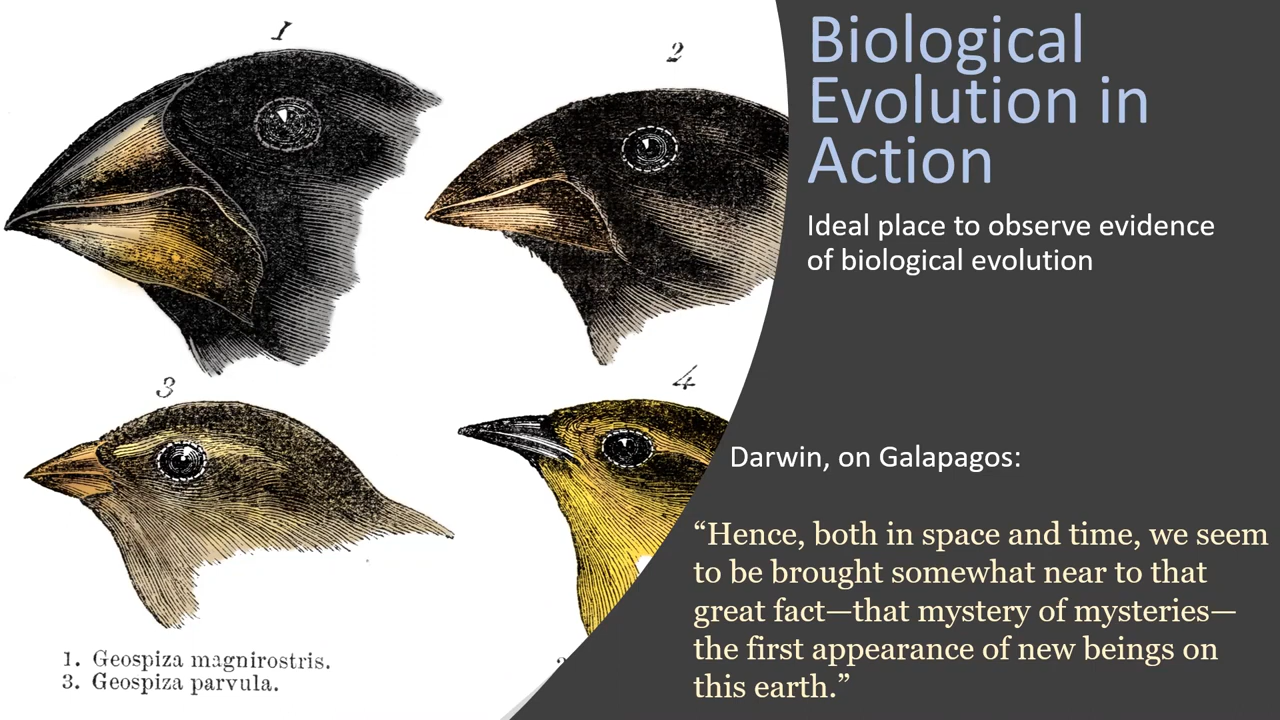 1
2
3
4
1. Geospiza magnirostris.
3. Geospiza parvula.
Biological
Evolution in
Action
Ideal place to observe evidence
of biological evolution
Darwin, on Galapagos:
“Hence, both in space and time, we seem
to be brought somewhat near to that
great fact—that mystery of mysteries—
the first appearance of new beings on
this earth.”